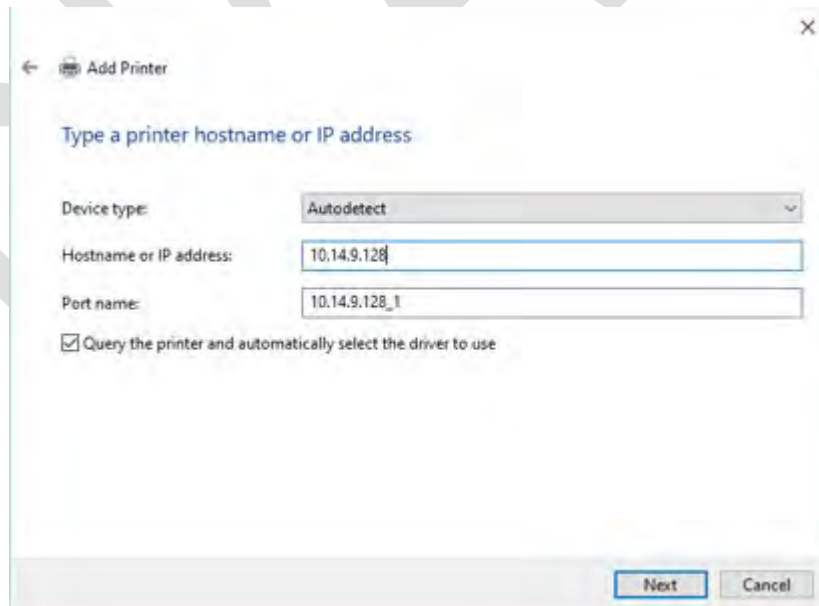 Add Printer
Type a printer hostname or IP address
Device type: Autodetect
Hostname or IP address: 10.14.9.128
Port name: 10.14.9.128_1
Query the printer and automatically select the driver to use
Next Cancel